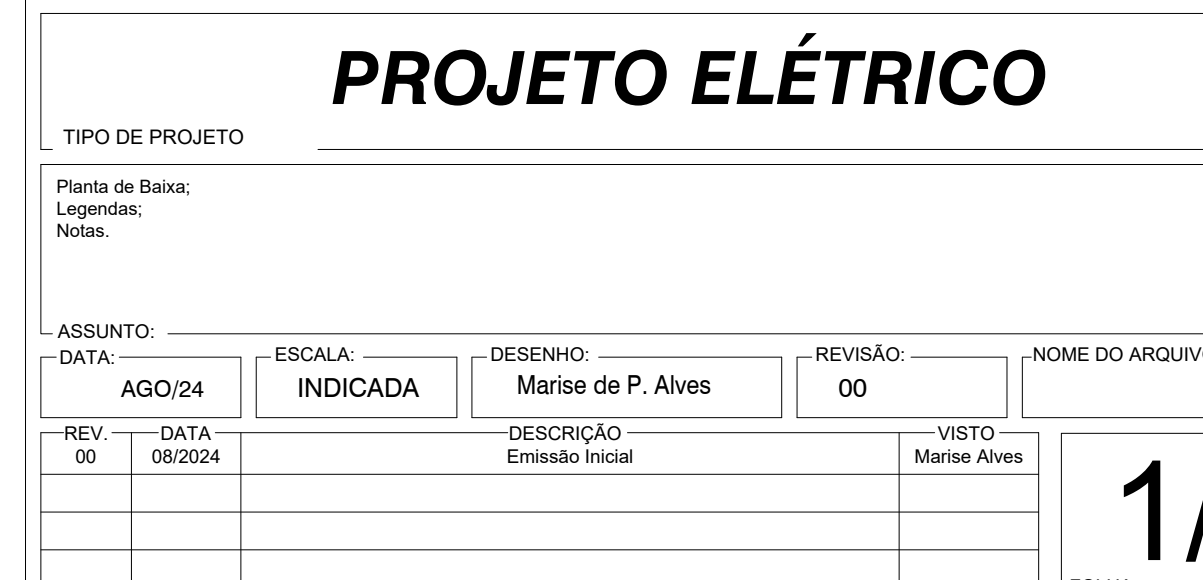 PROJETO ELÉTRICO
TIPO DE PROJETO
Planta de Baixa;
Legendas;
Notas.
ASSUNTO:
DATA: ESCALA: DESENHO: REVISÃO: NOME DO
AGO/24 INDICADA Marise de P. Alves 00
REV. DATA DESCRIÇÃO VISTO
00 08/2024 Emissão Inicial Marise Alves
1/